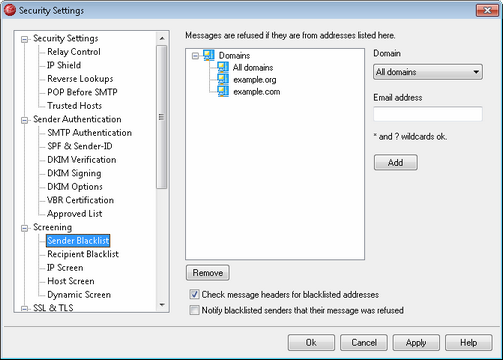 Security Settings
Security Settings
Relay Control
IP Shield
Reverse Lookups
POP Before SMTP
Trusted Hosts
Sender Authentication
SMTP Authentication
SPF & Sender-ID
DKIM Verification
DKIM Signing
DKIM Options
VBR Certification
Approved List
Screening
Sender Blacklist
Recipient Blacklist
IP Screen
Host Screen
Dynamic Screen
SSL & TLS
Messages are refused if they are from addresses listed here.
Domains
All domains
example.org
example.com
Domain
All domains
Email address
* and ? wildcards ok.
Add
Remove
Check message headers for blacklisted addresses
Notify blacklisted senders that their message was refused
Ok
Cancel
Apply
Help